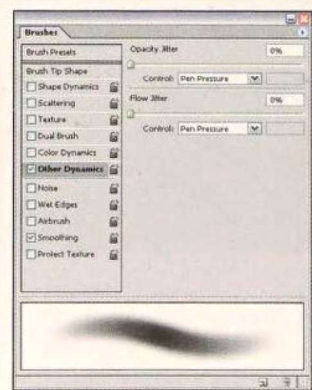 Brushes
Brush Presets
Brush Tip Shape
Shape Dynamics
Scattering
Texture
Dual Brush
Color Dynamics
Other Dynamics
Noise
Wet Edges
Airbrush
Smoothing
Protect Texture
Opacity Jitter 0%
Control: Pen Pressure
Flow Jitter 0%
Control: Pen Pressure